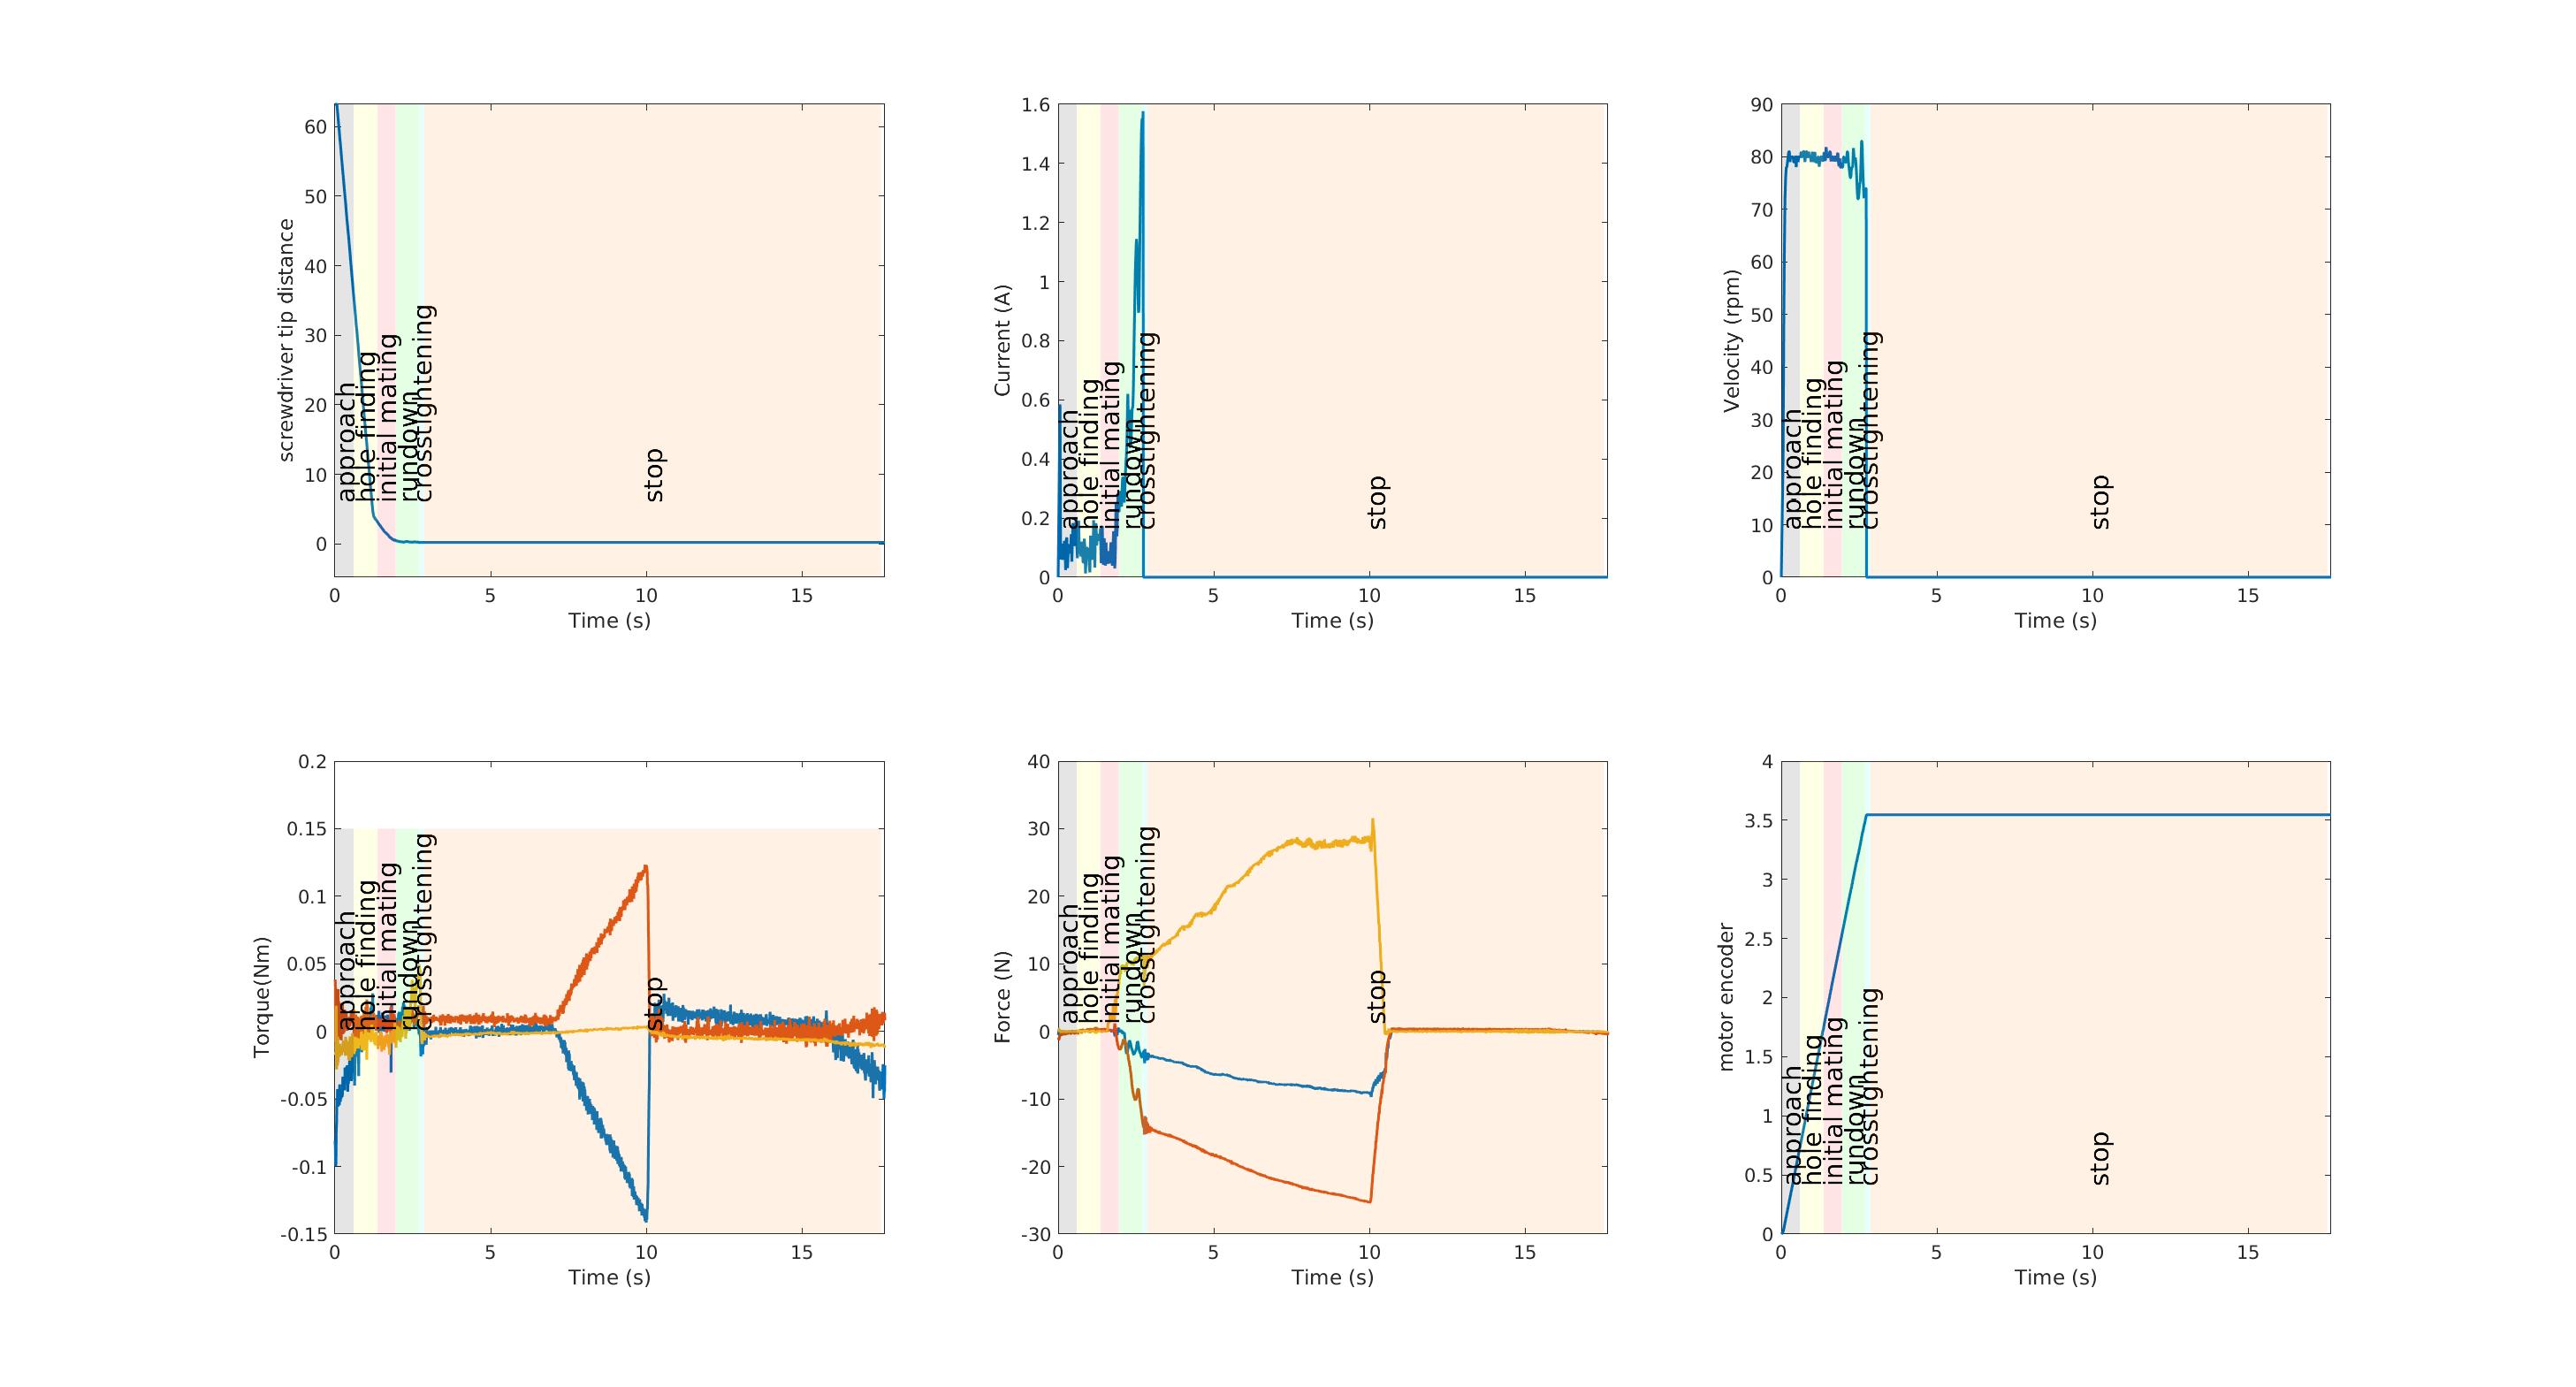 screwdriver tip distance
60
50
40
30
20
10
0
approach
hole finding
initial mating
rundown
crosstightening
stop
0
5
10
15
Time (s)
Current (A)
1.6
1.4
1.2
1
0.8
0.6
0.4
0.2
0
approach
hole finding
initial mating
rundown
crosstightening
stop
0
5
10
15
Time (s)
Velocity (rpm)
90
80
70
60
50
40
30
20
10
0
approach
hole finding
initial mating
rundown
crosstightening
stop
0
5
10
15
Time (s)
Torque(Nm)
0.2
0.15
0.1
0.05
0
-0.05
-0.1
-0.15
approach
hole finding
initial mating
rundown
crosstightening
stop
0
5
10
15
Time (s)
Force (N)
40
30
20
10
0
-10
-20
-30
approach
hole finding
initial mating
rundown
crosstightening
stop
0
5
10
15
Time (s)
motor encoder
4
3.5
3
2.5
2
1.5
1
0.5
0
approach
hole finding
initial mating
rundown
crosstightening
stop
0
5
10
15
Time (s)